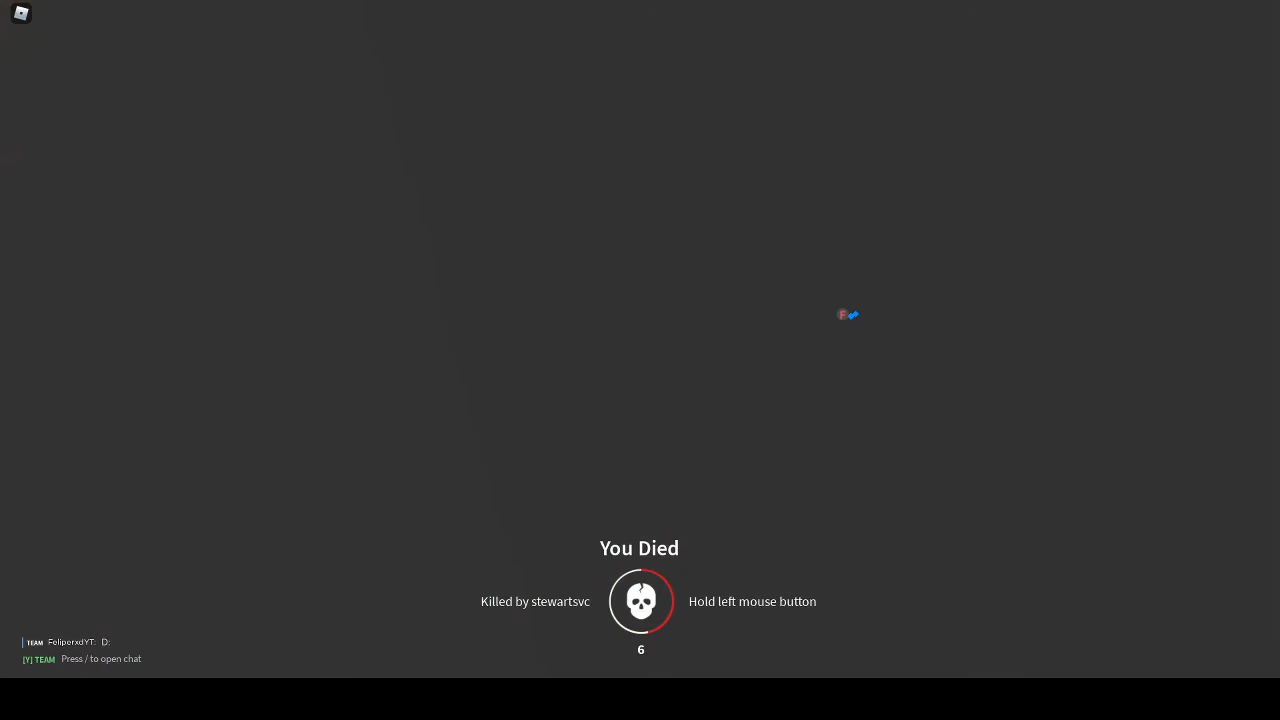 F
You Died
Killed by stewartsvc
Hold left mouse button
6
TEAM FeliperxdYT: D:
[Y] TEAM Press / to open chat